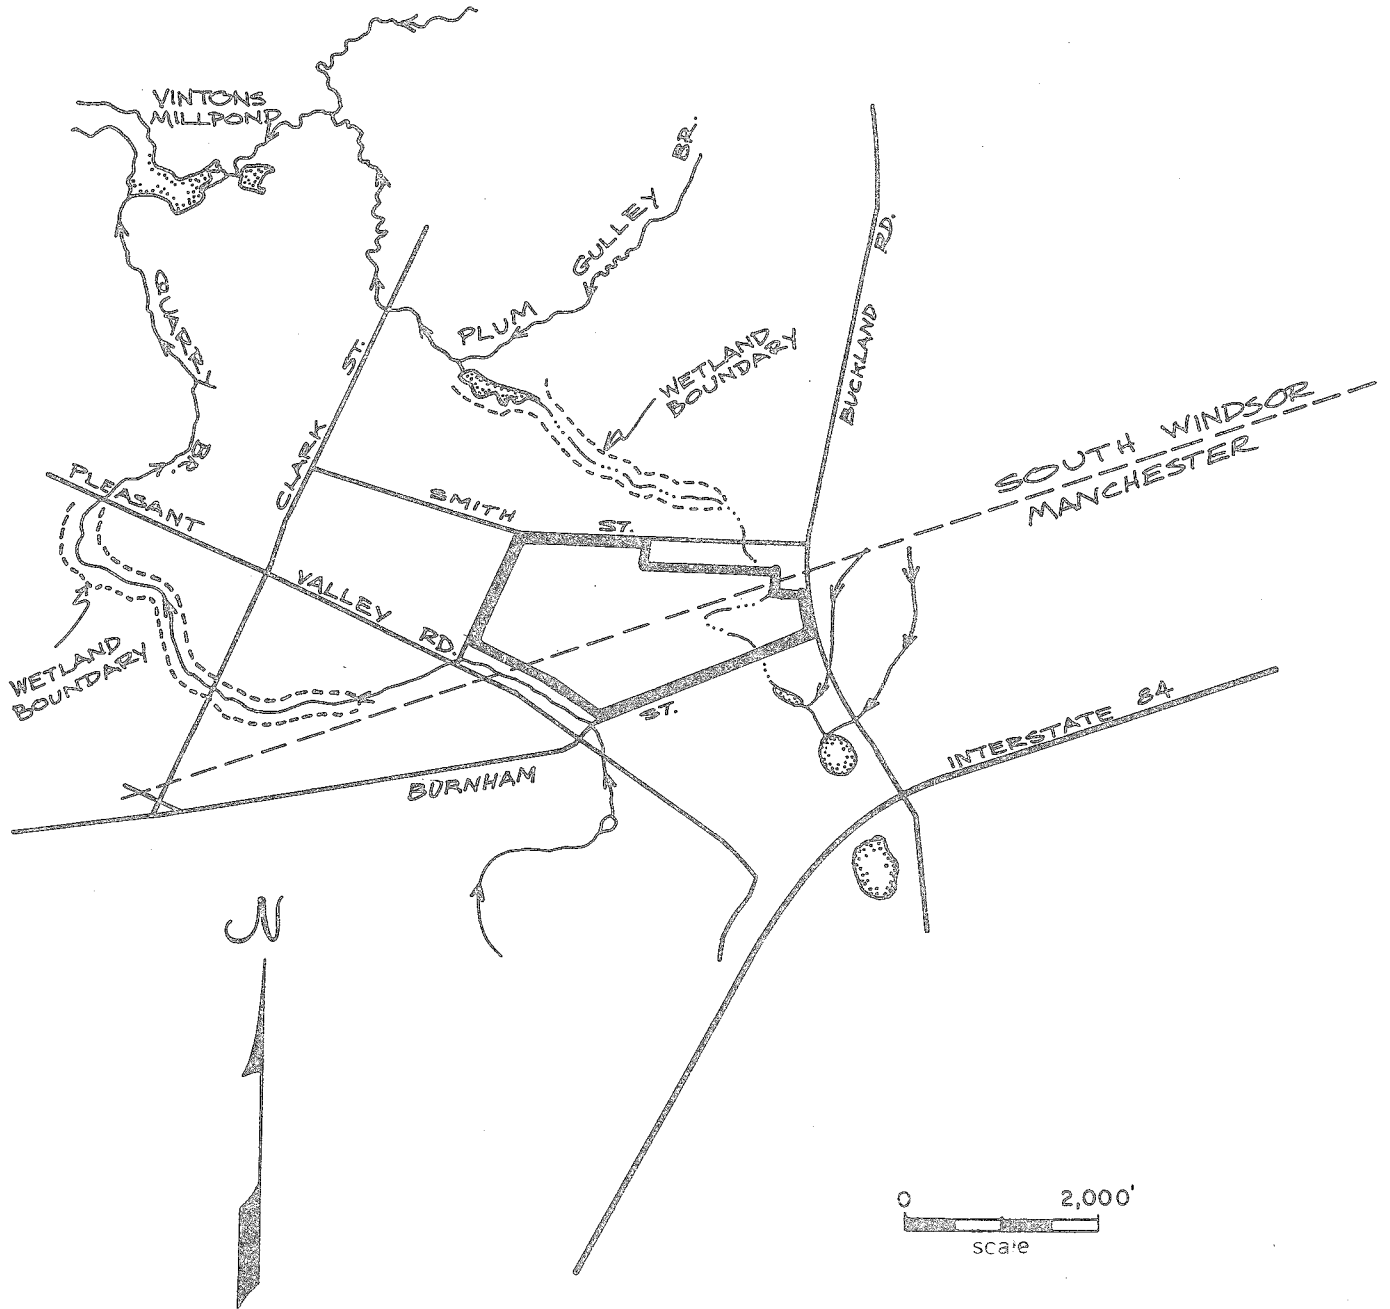 VINTONS
MILLPOND
BR.
GULLEY
PLUM
QUARRY
BR.
RD.
BUCKLAND
WETLAND
BOUNDARY
ST.
CLARK
SOUTH WINDSOR
MANCHESTER
PLEASANT
VALLEY
RD.
SMITH
ST.
WETLAND
BOUNDARY
ST.
BURNHAM
INTERSTATE 84
N
0 2,000'
scale